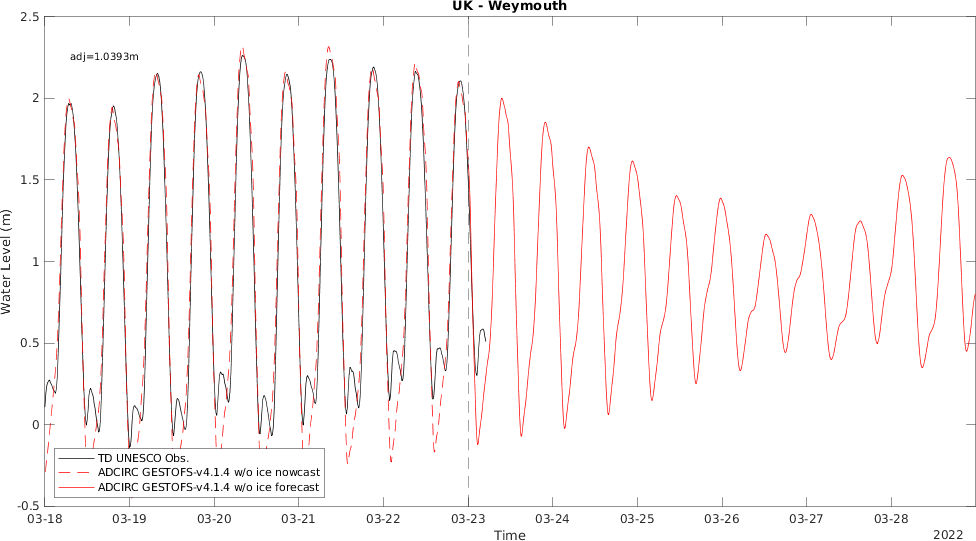 UK - Weymouth
2.5
adj=1.0393m
2
1.5
1
0.5
0
-0.5
Water Level (m)
TD UNESCO Obs.
ADCIRC GESTOFS-v4.1.4 w/o ice nowcast
ADCIRC GESTOFS-v4.1.4 w/o ice forecast
03-18 03-19 03-20 03-21 03-22 03-23 03-24 03-25 03-26 03-27 03-28
Time
2022